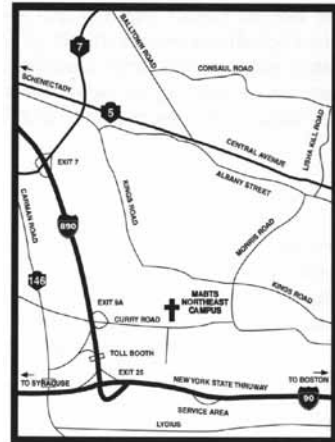 7
BALLTOWN ROAD
CONSAUL ROAD
SCHENECTADY
5
LISHA KILL ROAD
CENTRAL AVENUE
EXIT 7
ALBANY STREET
CARMAN ROAD
KINGS ROAD
MORRIS ROAD
890
146
KINGS ROAD
EXIT 9A
MABTS
NORTHEAST
CAMPUS
CURRY ROAD
TOLL BOOTH
EXIT 25
TO SYRACUSE
NEW YORK STATE THRUWAY
TO BOSTON
90
SERVICE AREA
LYDIUS